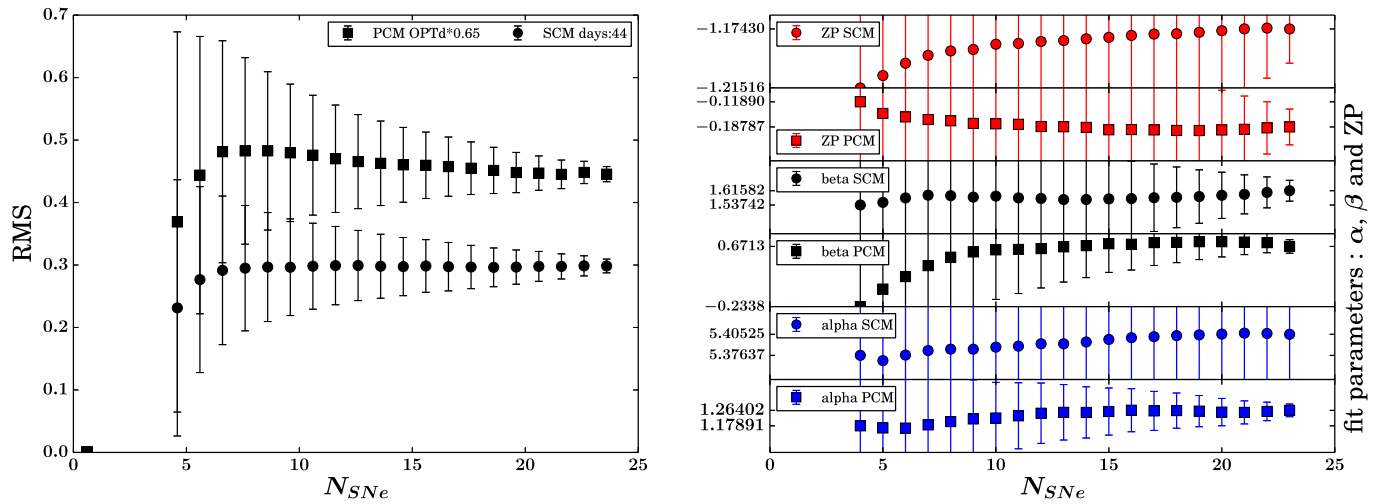 0.7
0.6
0.5
0.4
0.3
0.2
0.1
0.0
RMS
PCM OPTd*0.65
SCM days:44
0 5 10 15 20 25
N_SNe
−1.17430
−1.21516
−0.11890
−0.18787
1.61582
1.53742
0.6713
−0.2338
5.40525
5.37637
1.26402
1.17891
ZP SCM
ZP PCM
beta SCM
beta PCM
alpha SCM
alpha PCM
0 5 10 15 20 25
N_SNe
fit parameters : α, β and ZP